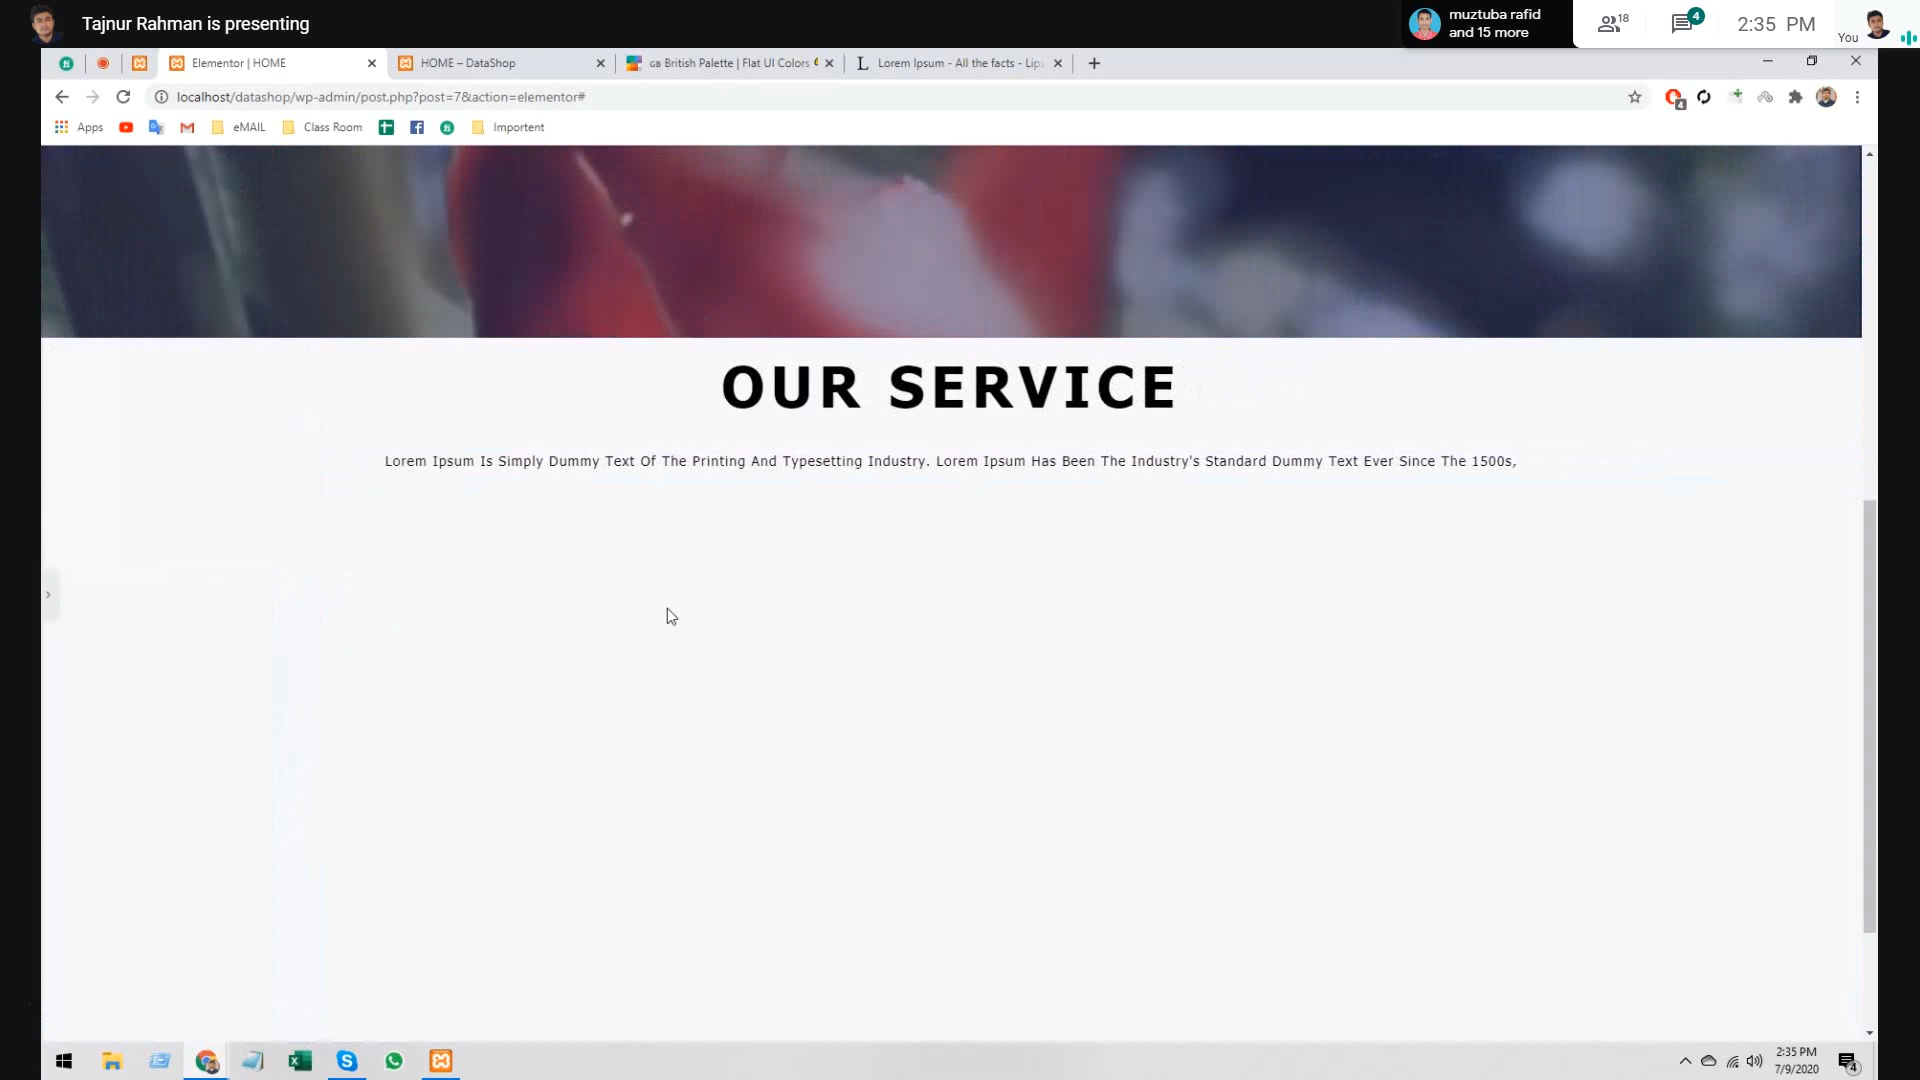 Tajnur Rahman is presenting
muztuba rafid
and 15 more
18
4
2:35 PM
You
Elementor | HOME
HOME – DataShop
GB British Palette | Flat UI Colors
Lorem Ipsum - All the facts - Lip
localhost/datashop/wp-admin/post.php?post=7&action=elementor#
4
Apps
eMAIL
Class Room
Importent
OUR SERVICE
Lorem Ipsum Is Simply Dummy Text Of The Printing And Typesetting Industry. Lorem Ipsum Has Been The Industry's Standard Dummy Text Ever Since The 1500s,
2:35 PM
7/9/2020
4